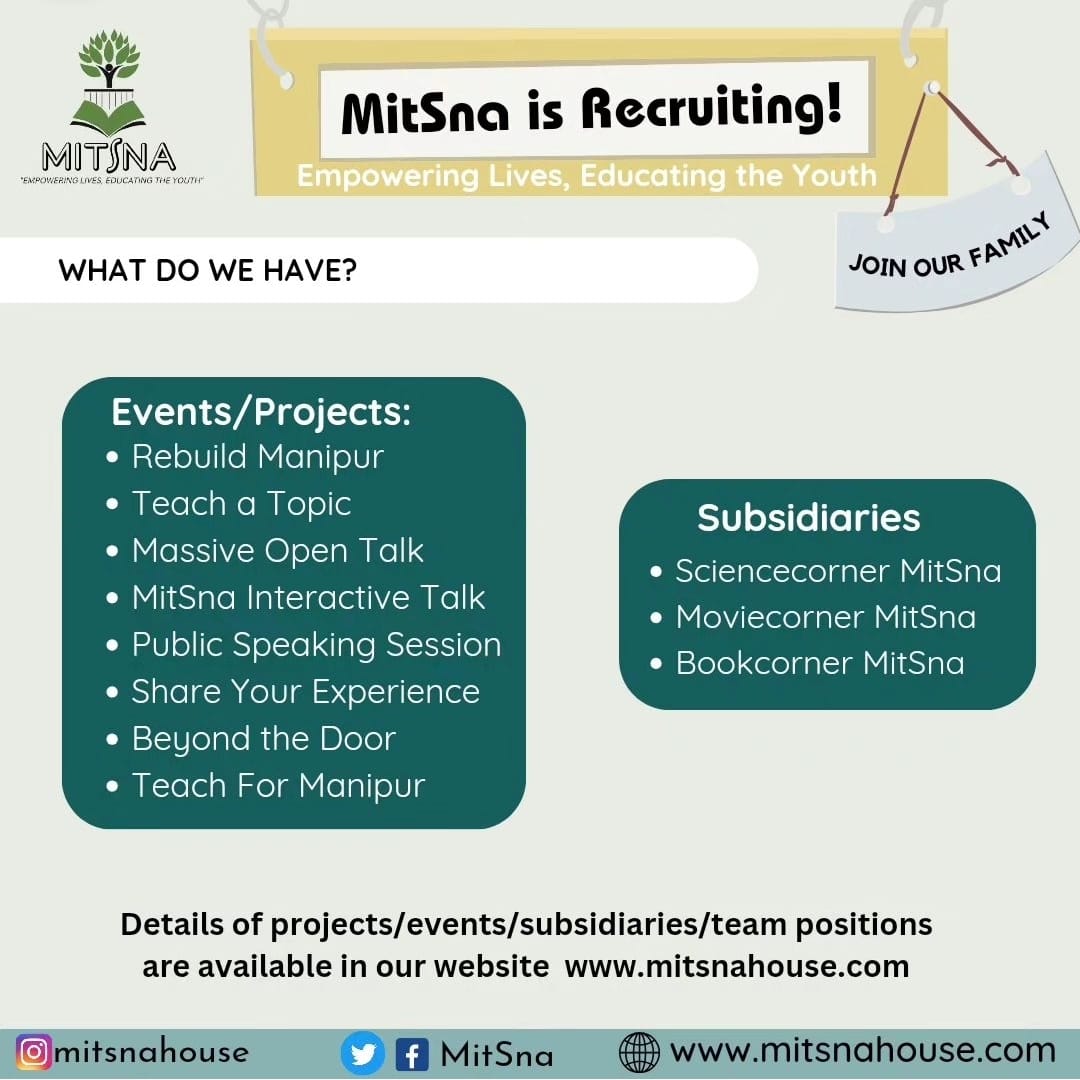 MITSNA
"EMPOWERING LIVES, EDUCATING THE YOUTH"
MitSna is Recruiting!
Empowering Lives, Educating the Youth
JOIN OUR FAMILY
WHAT DO WE HAVE?
Events/Projects:
• Rebuild Manipur
• Teach a Topic
• Massive Open Talk
• MitSna Interactive Talk
• Public Speaking Session
• Share Your Experience
• Beyond the Door
• Teach For Manipur
Subsidiaries
• Sciencecorner MitSna
• Moviecorner MitSna
• Bookcorner MitSna
Details of projects/events/subsidiaries/team positions
are available in our website www.mitsnahouse.com
mitsnahouse
MitSna
www.mitsnahouse.com